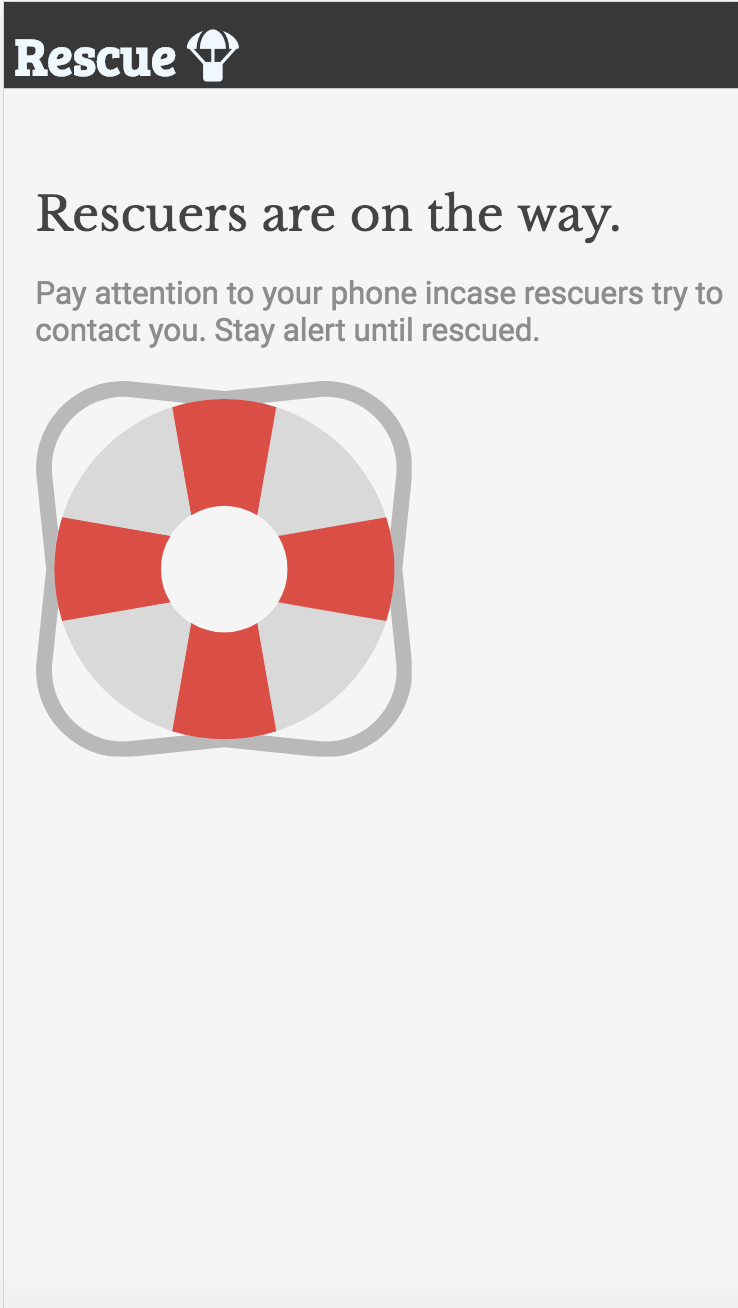 Rescue
Rescuers are on the way.
Pay attention to your phone incase rescuers try to
contact you. Stay alert until rescued.